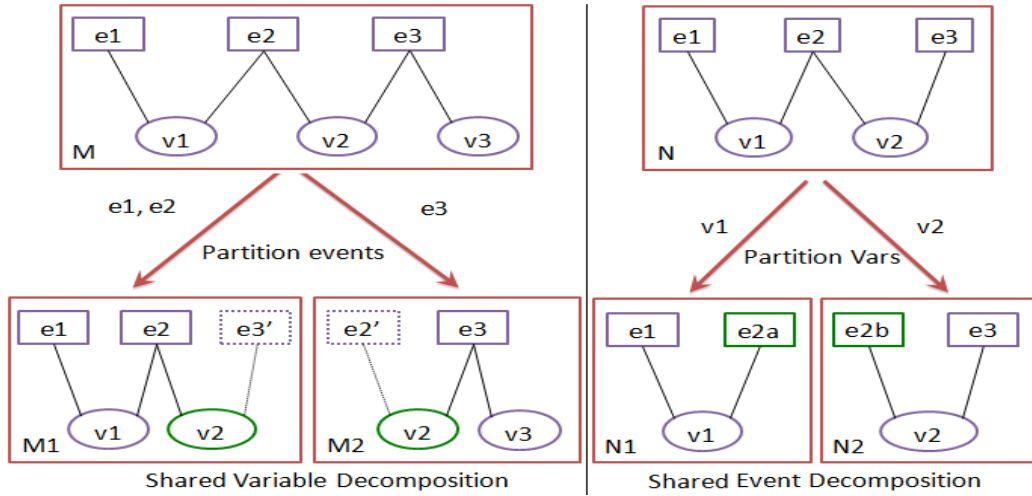 e1 e2 e3
v1 v2 v3
M
e1, e2 e3
Partition events
e1 e2 e3’ e2’ e3
v1 v2 v2 v3
M1 M2
Shared Variable Decomposition
e1 e2 e3
v1 v2
N
v1 v2
Partition Vars
e1 e2a e2b e3
v1 v2
N1 N2
Shared Event Decomposition